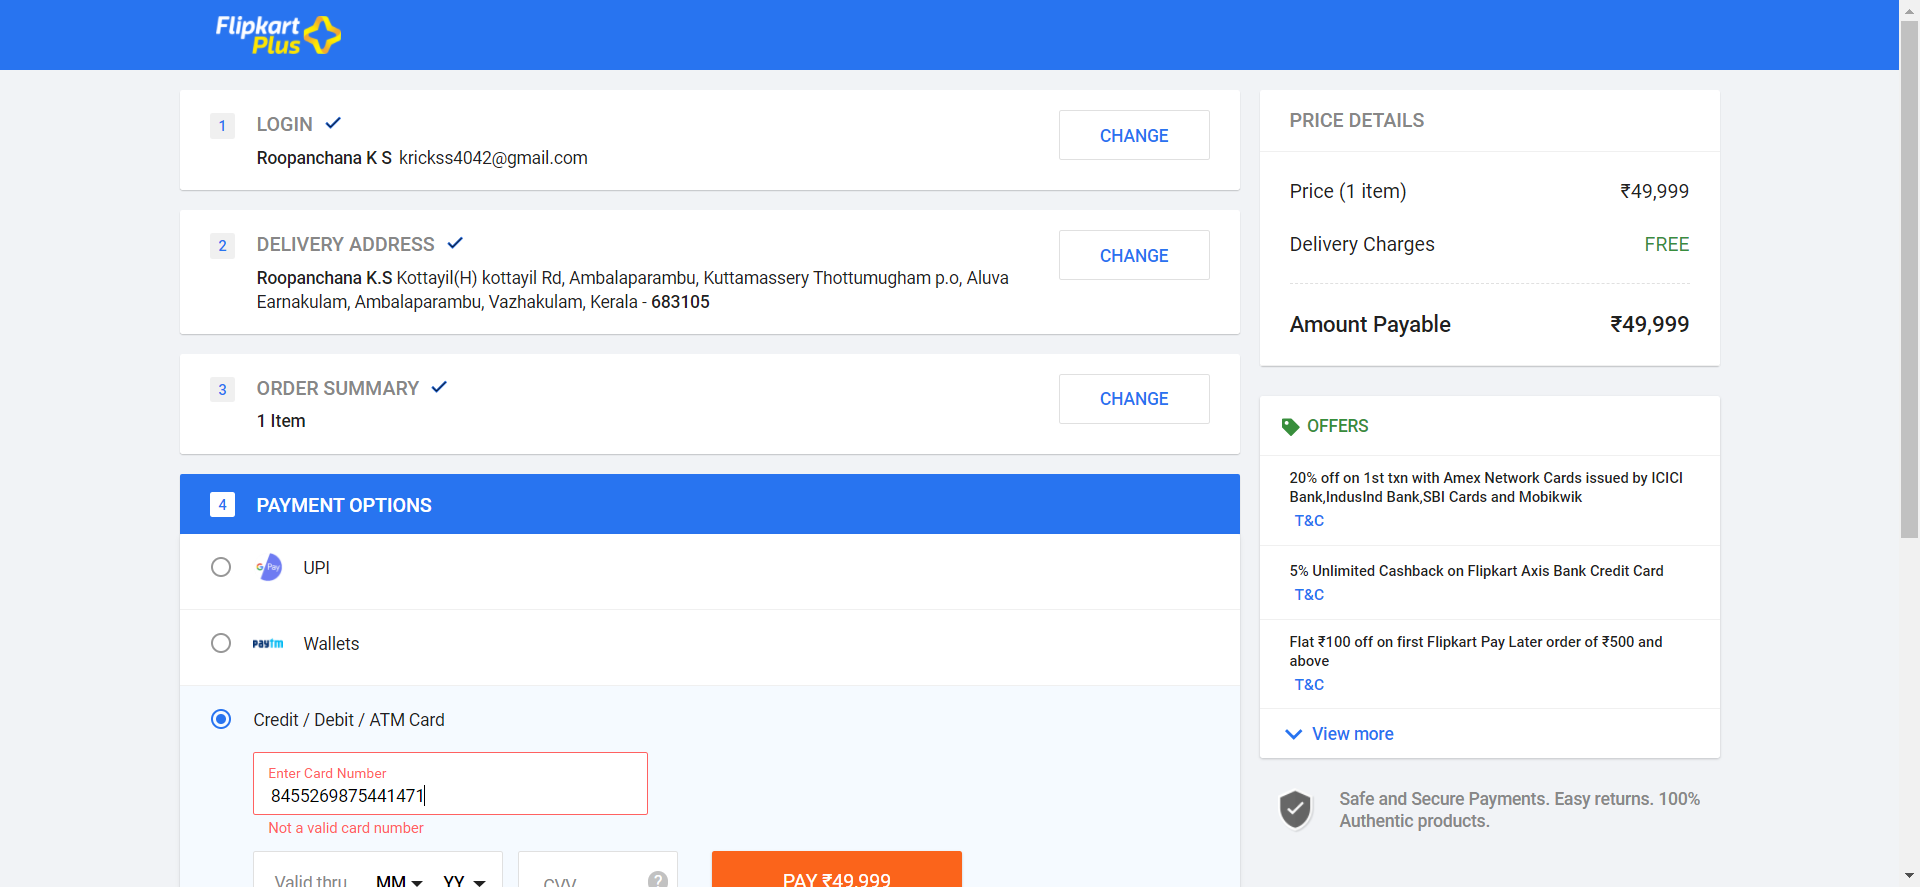 Flipkart
Plus
1 LOGIN
CHANGE
Roopanchana K S krickss4042@gmail.com
2 DELIVERY ADDRESS
CHANGE
Roopanchana K.S Kottayil(H) kottayil Rd, Ambalaparambu, Kuttamassery Thottumugham p.o, Aluva
Earnakulam, Ambalaparambu, Vazhakulam, Kerala - 683105
3 ORDER SUMMARY
CHANGE
1 Item
4 PAYMENT OPTIONS
G Pay UPI
paytm Wallets
Credit / Debit / ATM Card
Enter Card Number
8455269875441471
Not a valid card number
Valid thru MM YY CVV ? PAY ₹49,999
PRICE DETAILS
Price (1 item) ₹49,999
Delivery Charges FREE
Amount Payable ₹49,999
OFFERS
20% off on 1st txn with Amex Network Cards issued by ICICI
Bank,IndusInd Bank,SBI Cards and Mobikwik
T&C
5% Unlimited Cashback on Flipkart Axis Bank Credit Card
T&C
Flat ₹100 off on first Flipkart Pay Later order of ₹500 and
above
T&C
View more
Safe and Secure Payments. Easy returns. 100%
Authentic products.